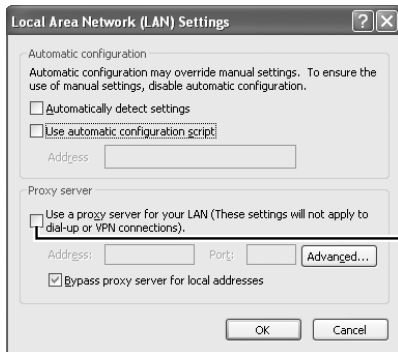 Local Area Network (LAN) Settings
Automatic configuration
Automatic configuration may override manual settings. To ensure the
use of manual settings, disable automatic configuration.
Automatically detect settings
Use automatic configuration script
Address
Proxy server
Use a proxy server for your LAN (These settings will not apply to
dial-up or VPN connections).
Address: Port: Advanced...
Bypass proxy server for local addresses
OK Cancel